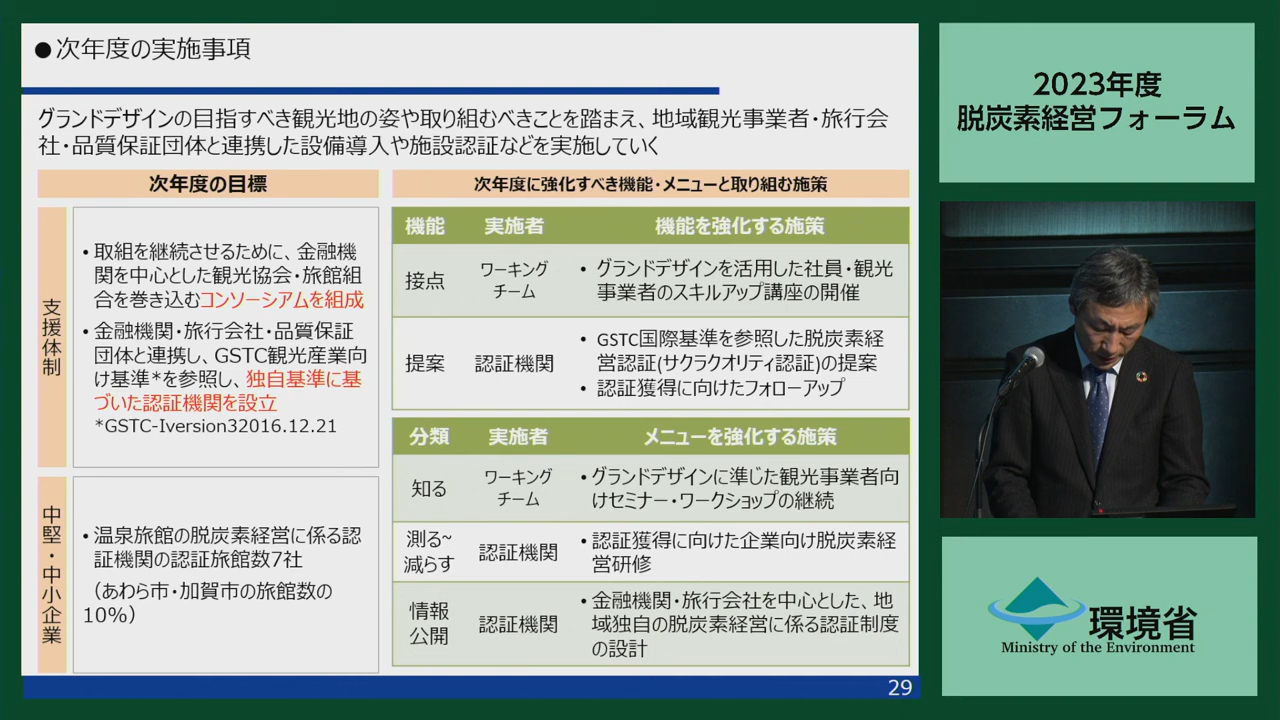 ●次年度の実施事項
グランドデザインの目指すべき観光地の姿や取り組むべきことを踏まえ、地域観光事業者・旅行会
社・品質保証団体と連携した設備導入や施設認証などを実施していく
次年度の目標
支援体制
・取組を継続させるために、金融機
関を中心とした観光協会・旅館組
合を巻き込むコンソーシアムを組成
・金融機関・旅行会社・品質保証
団体と連携し、GSTC観光産業向
け基準*を参照し、独自基準に基
づいた認証機関を設立
*GSTC-Iversion32016.12.21
中堅・中小企業
・温泉旅館の脱炭素経営に係る認
証機関の認証旅館数7社
（あわら市・加賀市の旅館数の
10%）
次年度に強化すべき機能・メニューと取り組む施策
機能 実施者 機能を強化する施策
接点
ワーキング
チーム
・グランドデザインを活用した社員・観光
事業者のスキルアップ講座の開催
提案
認証機関
・GSTC国際基準を参照した脱炭素経
営認証(サクラクオリティ認証)の提案
・認証獲得に向けたフォローアップ
分類 実施者 メニューを強化する施策
知る
ワーキング
チーム
・グランドデザインに準じた観光事業者向
けセミナー・ワークショップの継続
測る~
減らす
認証機関
・認証獲得に向けた企業向け脱炭素経
営研修
情報
公開
認証機関
・金融機関・旅行会社を中心とした、地
域独自の脱炭素経営に係る認証制度
の設計
29
2023年度
脱炭素経営フォーラム
環境省
Ministry of the Environment